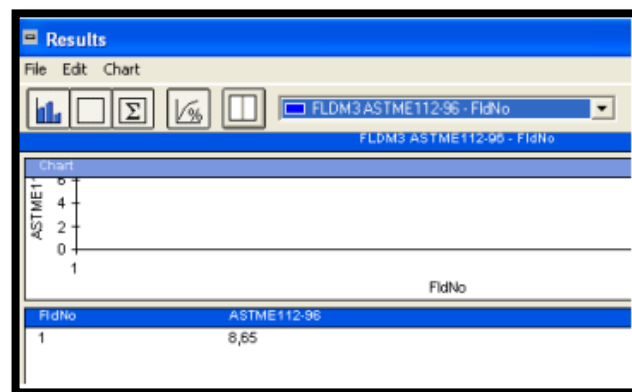 Results
File Edit Chart
Σ % FLDM3 ASTME112-96 - FldNo
FLDM3 ASTME112-96 - FldNo
Chart
ASTME11
6
4
2
0
1
FldNo
FldNo ASTME112-96
1 8,65